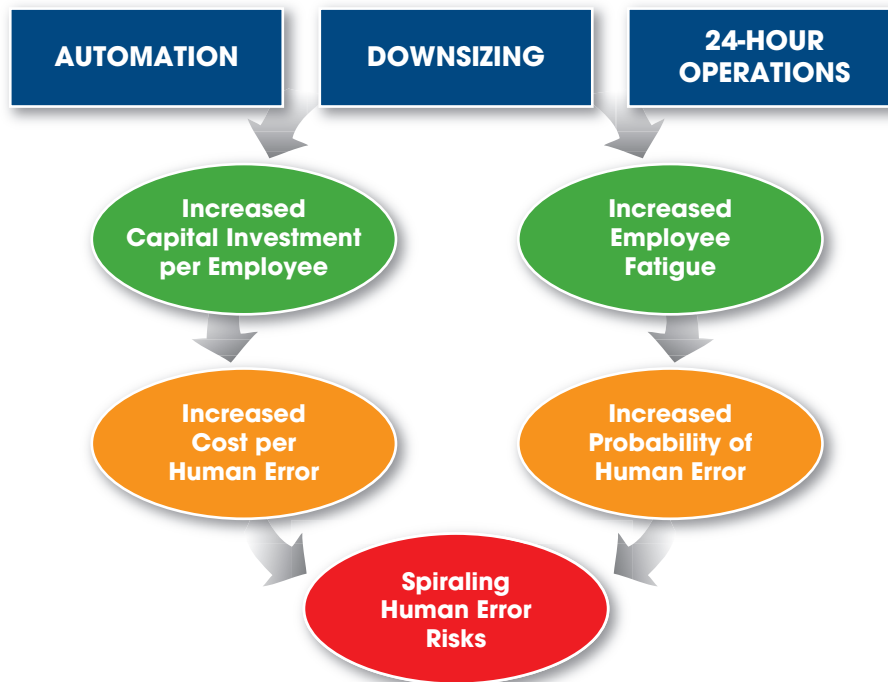 AUTOMATION
DOWNSIZING
24-HOUR
OPERATIONS
Increased
Capital Investment
per Employee
Increased
Employee
Fatigue
Increased
Cost per
Human Error
Increased
Probability of
Human Error
Spiraling
Human Error
Risks